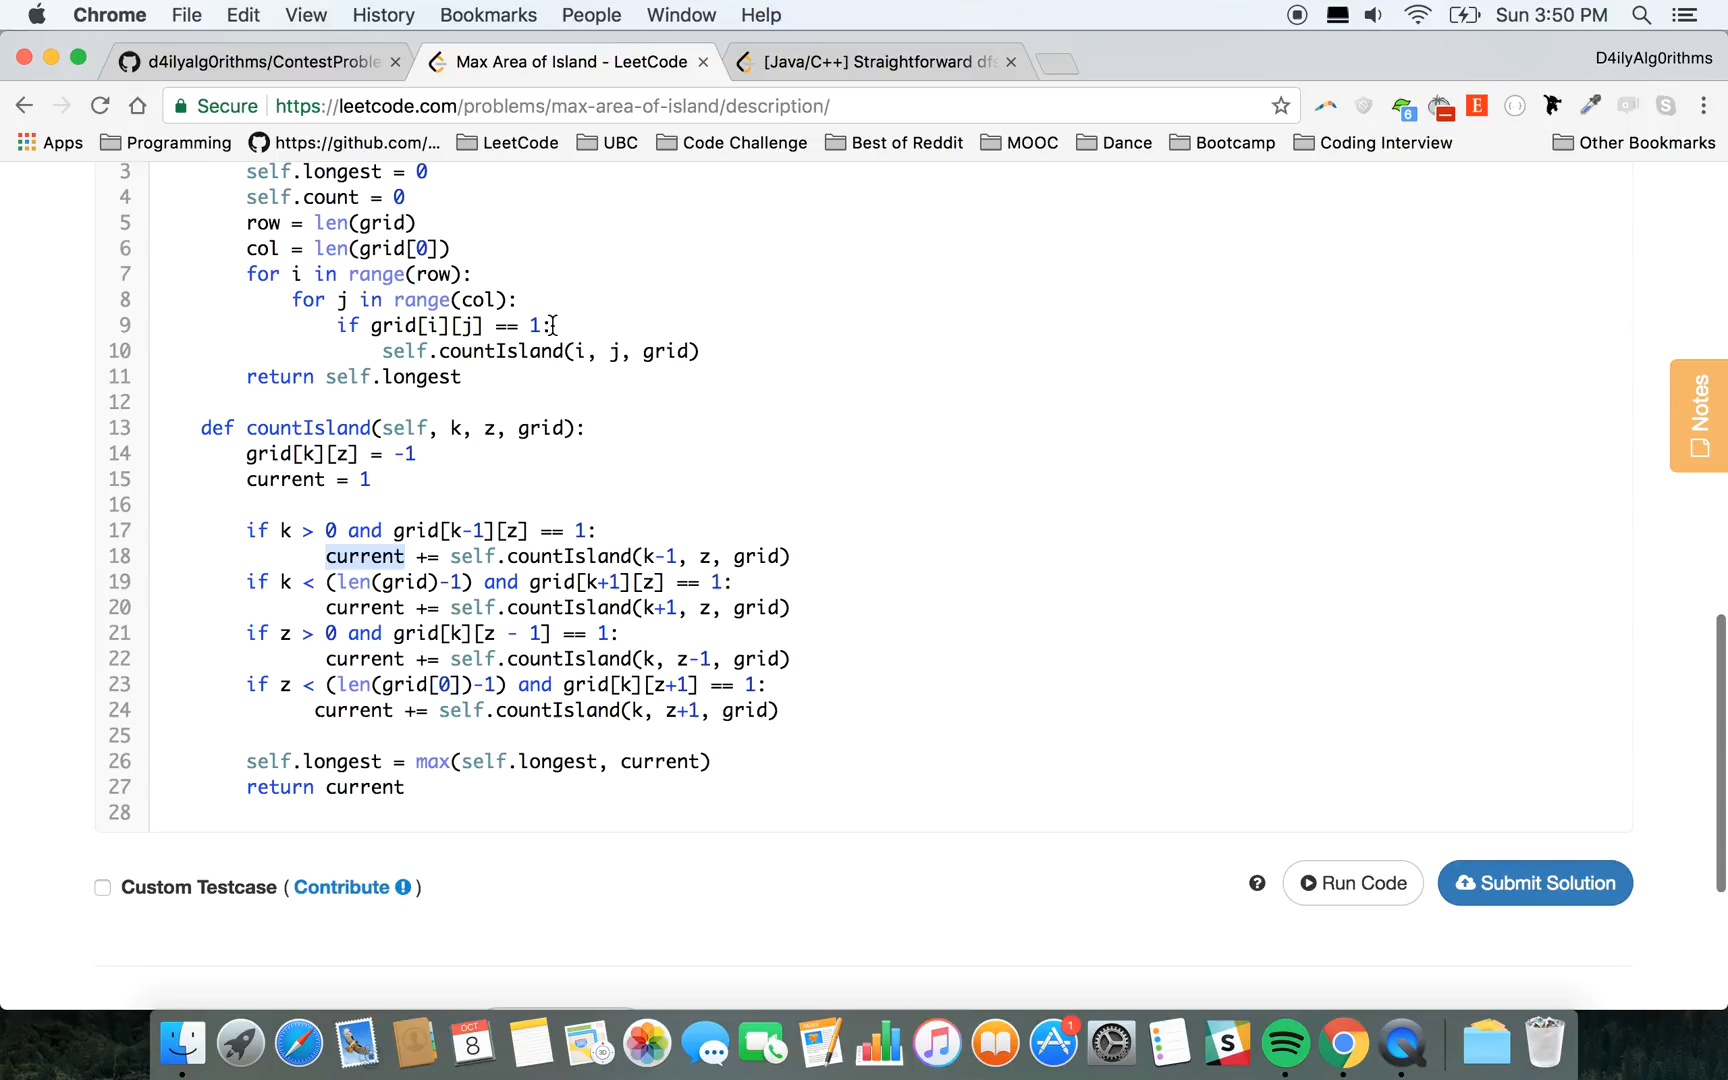 Chrome File Edit View History Bookmarks People Window Help Sun 3:50 PM
d4ilyalg0rithms/ContestProble Max Area of Island - LeetCode [Java/C++] Straightforward dfs D4ilyAlg0rithms
Secure https://leetcode.com/problems/max-area-of-island/description/ 6 E S
Apps Programming https://github.com/... LeetCode UBC Code Challenge Best of Reddit MOOC Dance Bootcamp Coding Interview Other Bookmarks
3 self.longest = 0
4 self.count = 0
5 row = len(grid)
6 col = len(grid[0])
7 for i in range(row):
8 for j in range(col):
9 if grid[i][j] == 1:
10 self.countIsland(i, j, grid)
11 return self.longest
12
13 def countIsland(self, k, z, grid):
14 grid[k][z] = -1
15 current = 1
16
17 if k > 0 and grid[k-1][z] == 1:
18 current += self.countIsland(k-1, z, grid)
19 if k < (len(grid)-1) and grid[k+1][z] == 1:
20 current += self.countIsland(k+1, z, grid)
21 if z > 0 and grid[k][z - 1] == 1:
22 current += self.countIsland(k, z-1, grid)
23 if z < (len(grid[0])-1) and grid[k][z+1] == 1:
24 current += self.countIsland(k, z+1, grid)
25
26 self.longest = max(self.longest, current)
27 return current
28
Notes
Custom Testcase ( Contribute ! ) ? Run Code Submit Solution
OCT
8 3D 1 S